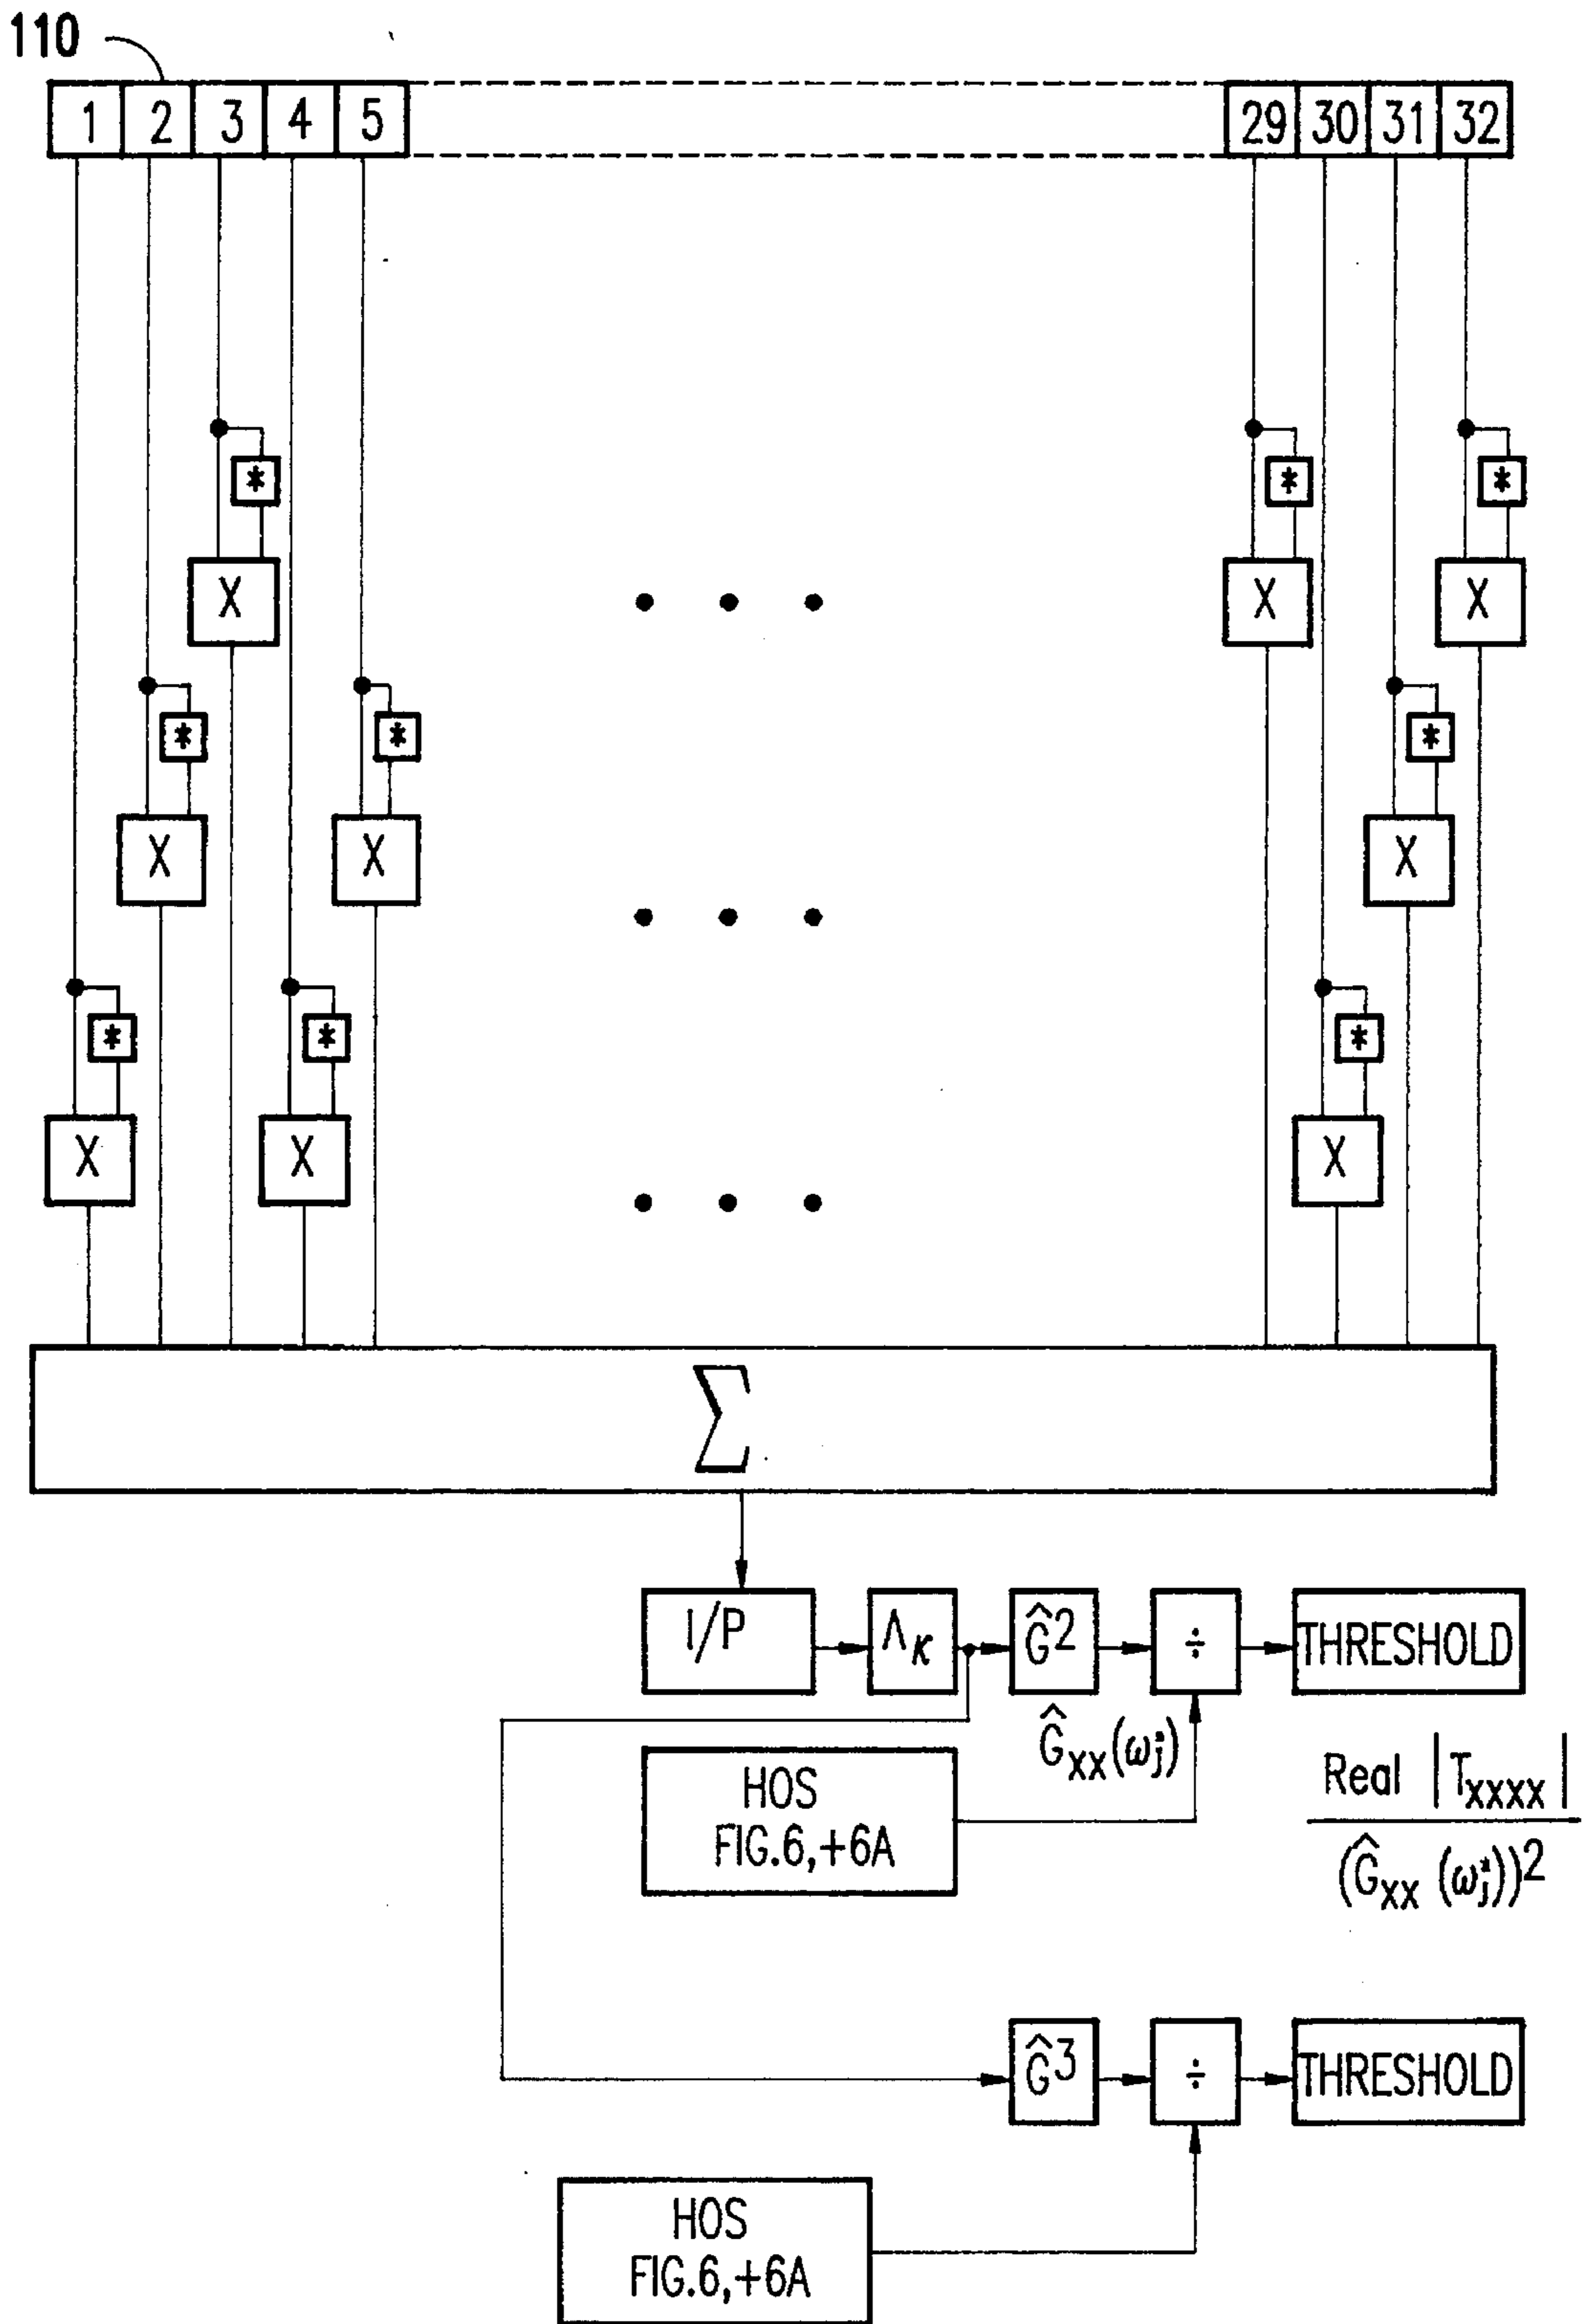 110
1 2 3 4 5 29 30 31 32
* * *
X X X
* * *
X X X
* * *
X X X
Σ
I/P Λκ Ĝ2 ÷ THRESHOLD
Ĝxx(ωj*)
HOS
FIG.6,+6A
Real |Txxxx|
(Ĝxx (ωj*))2
Ĝ3 ÷ THRESHOLD
HOS
FIG.6,+6A